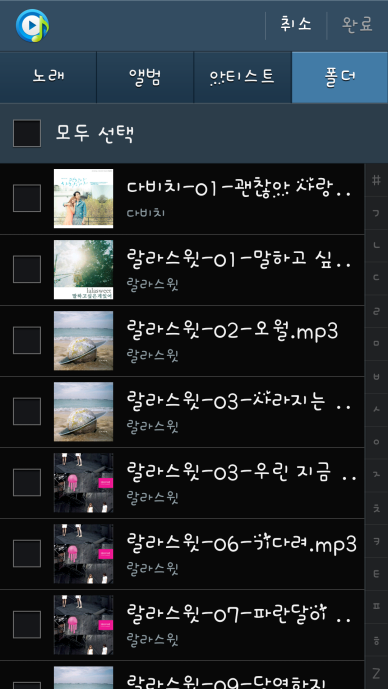 취소
완료
노래
앨범
아티스트
폴더
모두 선택
다비치-01-괜찮아 사랑..
다비치
랄라스윗-01-말하고 싶..
랄라스윗
랄라스윗-02-오월.mp3
랄라스윗
랄라스윗-03-사라지는 ..
랄라스윗
랄라스윗-03-우린 지금 ..
랄라스윗
랄라스윗-06-기다려.mp3
랄라스윗
랄라스윗-07-파란달이 ..
랄라스윗
랄라스윗-09-당연하지
#
ㄱ
ㄴ
ㄷ
ㄹ
ㅁ
ㅂ
ㅅ
ㅇ
ㅈ
ㅊ
ㅋ
ㅌ
ㅍ
ㅎ
Z
lalasweet